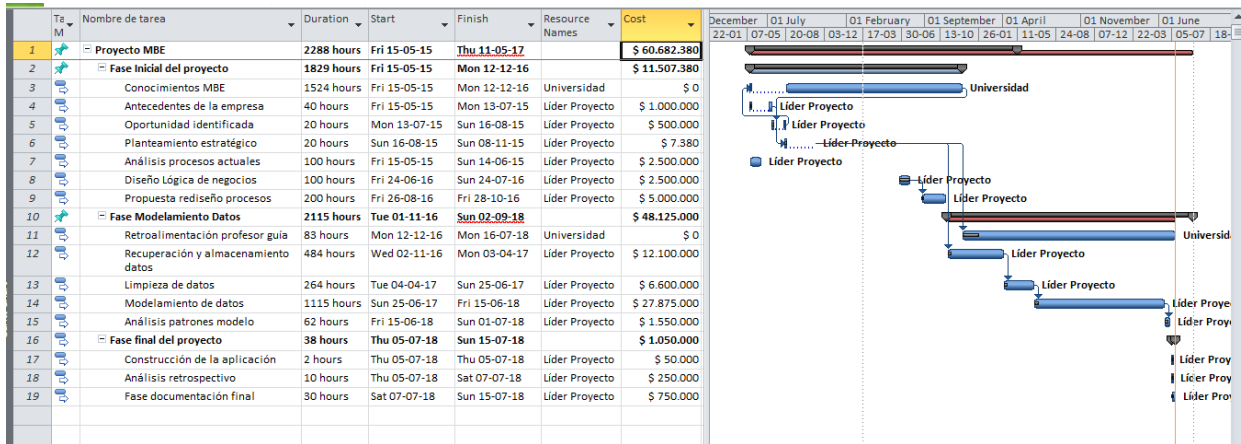 Ta M Nombre de tarea Duration Start Finish Resource Names Cost
1 Proyecto MBE 2288 hours Fri 15-05-15 Thu 11-05-17 $ 60.682.380
2 Fase Inicial del proyecto 1829 hours Fri 15-05-15 Mon 12-12-16 $ 11.507.380
3 Conocimientos MBE 1524 hours Fri 15-05-15 Mon 12-12-16 Universidad $ 0
4 Antecedentes de la empresa 40 hours Fri 15-05-15 Mon 13-07-15 Líder Proyecto $ 1.000.000
5 Oportunidad identificada 20 hours Mon 13-07-15 Sun 16-08-15 Líder Proyecto $ 500.000
6 Planteamiento estratégico 20 hours Sun 16-08-15 Sun 08-11-15 Líder Proyecto $ 7.380
7 Análisis procesos actuales 100 hours Fri 15-05-15 Sun 14-06-15 Líder Proyecto $ 2.500.000
8 Diseño Lógica de negocios 100 hours Fri 24-06-16 Sun 24-07-16 Líder Proyecto $ 2.500.000
9 Propuesta rediseño procesos 200 hours Fri 26-08-16 Fri 28-10-16 Líder Proyecto $ 5.000.000
10 Fase Modelamiento Datos 2115 hours Tue 01-11-16 Sun 02-09-18 $ 48.125.000
11 Retroalimentación profesor guía 83 hours Mon 12-12-16 Mon 16-07-18 Universidad $ 0
12 Recuperación y almacenamiento datos 484 hours Wed 02-11-16 Mon 03-04-17 Líder Proyecto $ 12.100.000
13 Limpieza de datos 264 hours Tue 04-04-17 Sun 25-06-17 Líder Proyecto $ 6.600.000
14 Modelamiento de datos 1115 hours Sun 25-06-17 Fri 15-06-18 Líder Proyecto $ 27.875.000
15 Análisis patrones modelo 62 hours Fri 15-06-18 Sun 01-07-18 Líder Proyecto $ 1.550.000
16 Fase final del proyecto 38 hours Thu 05-07-18 Sun 15-07-18 $ 1.050.000
17 Construcción de la aplicación 2 hours Thu 05-07-18 Thu 05-07-18 Líder Proyecto $ 50.000
18 Análisis retrospectivo 10 hours Thu 05-07-18 Sat 07-07-18 Líder Proyecto $ 250.000
19 Fase documentación final 30 hours Sat 07-07-18 Sun 15-07-18 Líder Proyecto $ 750.000
December 01 July 01 February 01 September 01 April 01 November 01 June
22-01 07-05 20-08 03-12 17-03 30-06 13-10 26-01 11-05 24-08 07-12 22-03 05-07 18-
Universidad
Líder Proyecto
Líder Proyecto
Líder Proyecto
Líder Proyecto
Líder Proyecto
Líder Proyecto
Universid
Líder Proyecto
Líder Proyecto
Líder Proye
Líder Proy
Líder Proy
Líder Proy
Líder Proy